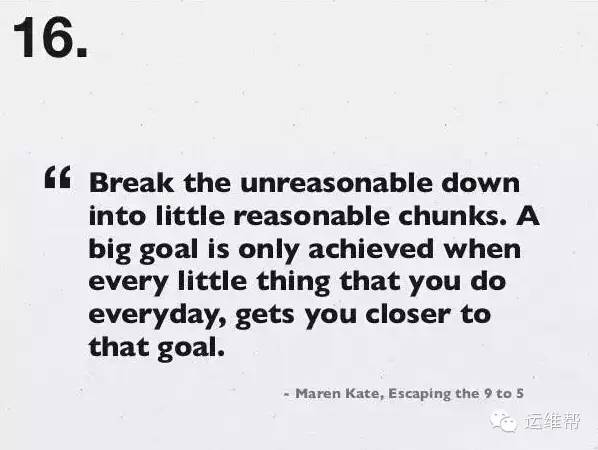 16.
“ Break the unreasonable down
into little reasonable chunks. A
big goal is only achieved when
every little thing that you do
everyday, gets you closer to
that goal.
- Maren Kate, Escaping the 9 to 5
运维帮